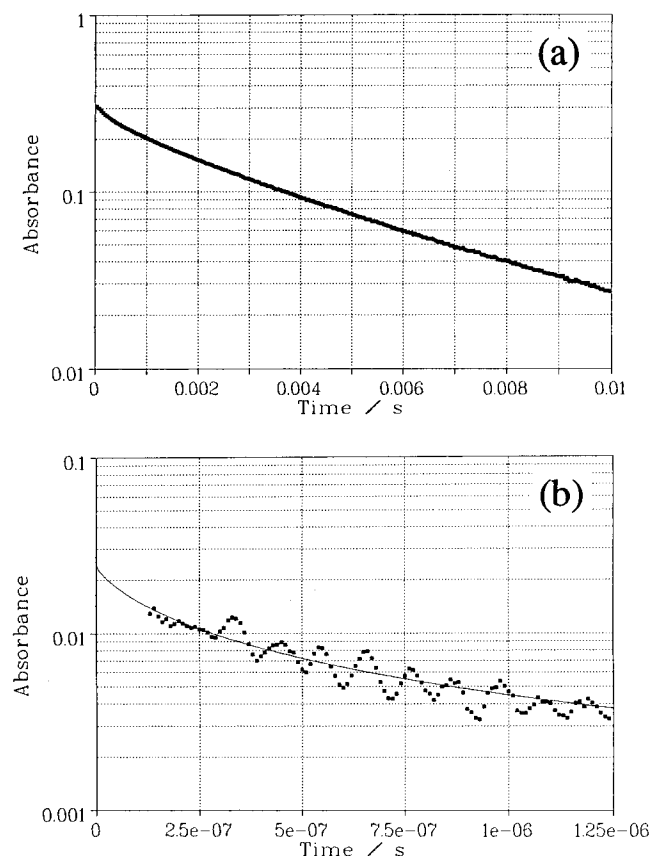 (a)
1
0.1
0.01
Absorbance
0 0.002 0.004 0.006 0.008 0.01
Time / s
(b)
0.1
0.01
0.001
Absorbance
0 2.5e-07 5e-07 7.5e-07 1e-06 1.25e-06
Time / s